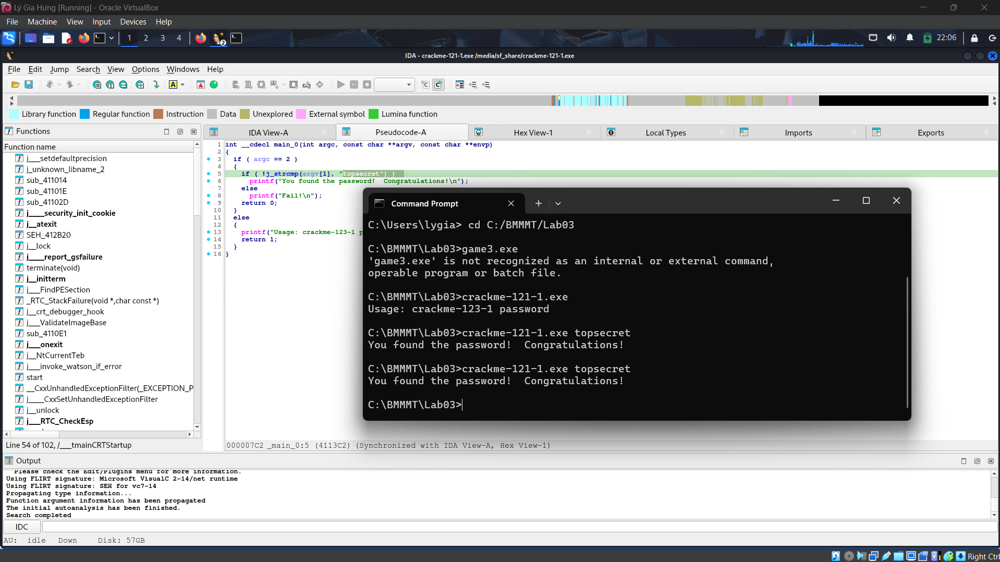 Lý Gia Hưng [Running] - Oracle VirtualBox
File Machine View Input Devices Help
1 2 3 4 2 22:06
IDA - crackme-121-1.exe /media/sf_share/crackme-121-1.exe
File Edit Jump Search View Options Windows Help
Library function Regular function Instruction Data Unexplored External symbol Lumina function
Functions
IDA View-A Pseudocode-A Hex View-1 Local Types Imports Exports
Function name
j___setdefaultprecision
j_unknown_libname_2
sub_411014
sub_41101E
sub_41102D
j____security_init_cookie
j__atexit
SEH_412B20
j__lock
j____report_gsfailure
terminate(void)
j__initterm
j___FindPESection
_RTC_StackFailure(void *,char const *)
j__crt_debugger_hook
j___ValidateImageBase
sub_4110E1
j___onexit
j__NtCurrentTeb
j___invoke_watson_if_error
start
__CxxUnhandledExceptionFilter(_EXCEPTION_P
j____CxxSetUnhandledExceptionFilter
j__unlock
j___RTC_CheckEsp
Line 54 of 102, /___tmainCRTStartup
1 int __cdecl main_0(int argc, const char **argv, const char **envp)
2 {
3 if ( argc == 2 )
4 {
5 if ( !j_strcmp(argv[1], "topsecret") )
6 printf("You found the password!  Congratulations!\n");
7 else
8 printf("Fail!\n");
9 return 0;
10 }
11 else
12 {
13 printf("Usage: crackme-123-1 p
14 return 1;
15 }
16 }
000007C2 _main_0:5 (4113C2) (Synchronized with IDA View-A, Hex View-1)
Command Prompt
C:\Users\lygia> cd C:/BMMMT/Lab03
C:\BMMMT\Lab03>game3.exe
'game3.exe' is not recognized as an internal or external command,
operable program or batch file.
C:\BMMMT\Lab03>crackme-121-1.exe
Usage: crackme-123-1 password
C:\BMMMT\Lab03>crackme-121-1.exe topsecret
You found the password!  Congratulations!
C:\BMMMT\Lab03>crackme-121-1.exe topsecret
You found the password!  Congratulations!
C:\BMMMT\Lab03>
Output
Please check the Edit/Plugins menu for more information.
Using FLIRT signature: Microsoft VisualC 2-14/net runtime
Using FLIRT signature: SEH for vc7-14
Propagating type information...
Function argument information has been propagated
The initial autoanalysis has been finished.
Search completed
IDC
AU: idle Down Disk: 57GB
Right Ctrl